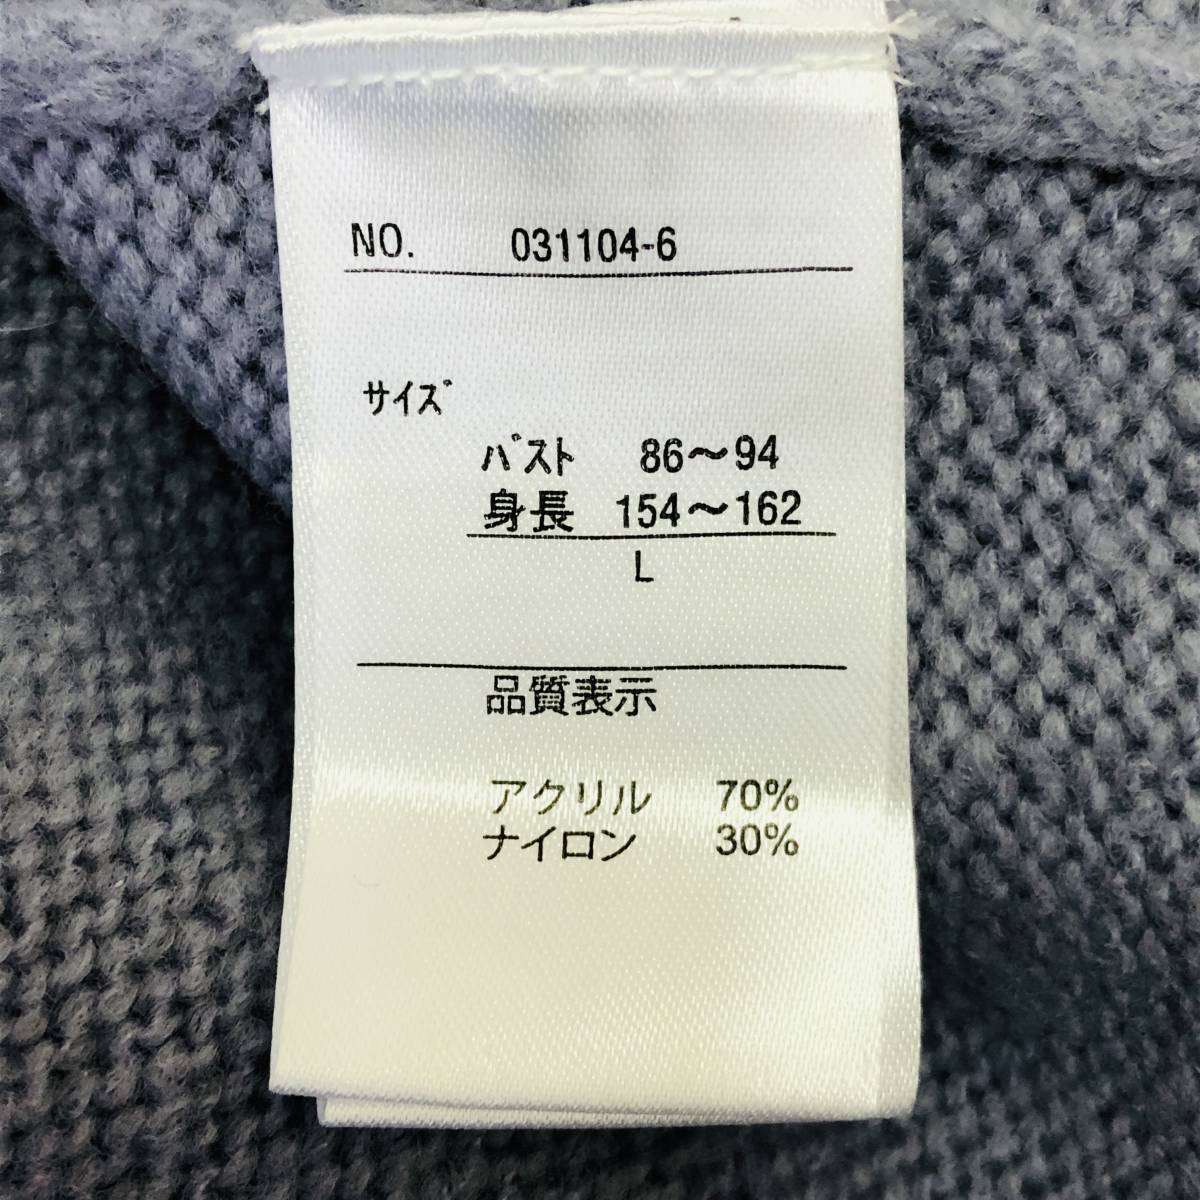 NO. 031104-6
サイズ
バスト 86〜94
身長 154〜162
L
品質表示
アクリル 70%
ナイロン 30%